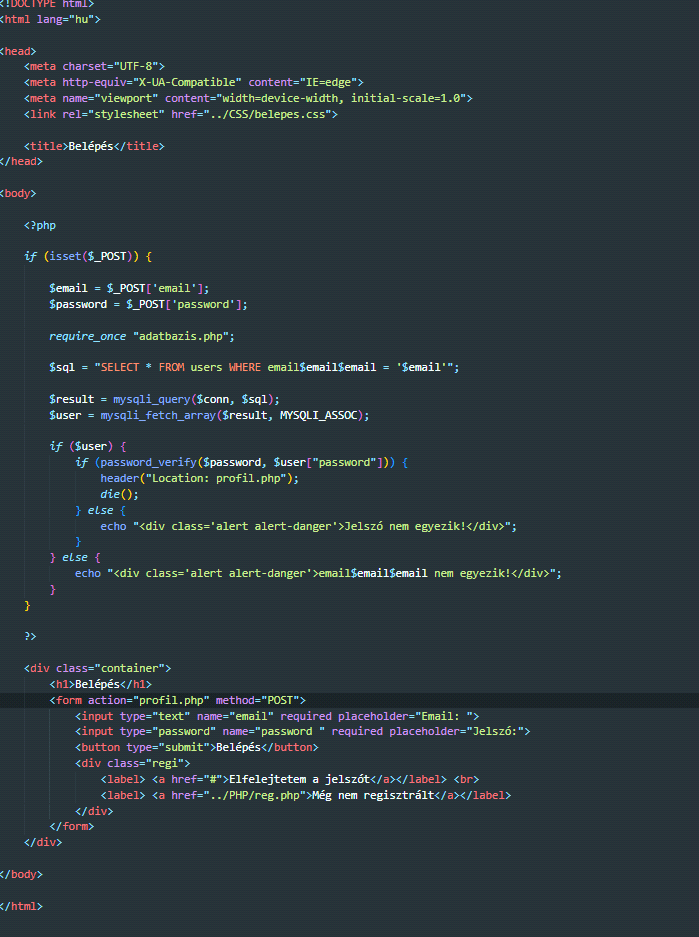 <!DOCTYPE html>
<html lang="hu">
<head>
<meta charset="UTF-8">
<meta http-equiv="X-UA-Compatible" content="IE=edge">
<meta name="viewport" content="width=device-width, initial-scale=1.0">
<link rel="stylesheet" href="../CSS/belepes.css">
<title>Belépés</title>
</head>
<body>
<?php
if (isset($_POST)) {
$email = $_POST['email'];
$password = $_POST['password'];
require_once "adatbazis.php";
$sql = "SELECT * FROM users WHERE email$email$email = '$email'";
$result = mysqli_query($conn, $sql);
$user = mysqli_fetch_array($result, MYSQLI_ASSOC);
if ($user) {
if (password_verify($password, $user["password"])) {
header("Location: profil.php");
die();
} else {
echo "<div class='alert alert-danger'>Jelszó nem egyezik!</div>";
}
} else {
echo "<div class='alert alert-danger'>email$email$email nem egyezik!</div>";
}
}
?>
<div class="container">
<h1>Belépés</h1>
<form action="profil.php" method="POST">
<input type="text" name="email" required placeholder="Email: ">
<input type="password" name="password " required placeholder="Jelszó:">
<button type="submit">Belépés</button>
<div class="regi">
<label> <a href="#">Elfelejtetem a jelszót</a></label> <br>
<label> <a href="../PHP/reg.php">Még nem regisztrált</a></label>
</div>
</form>
</div>
</body>
</html>